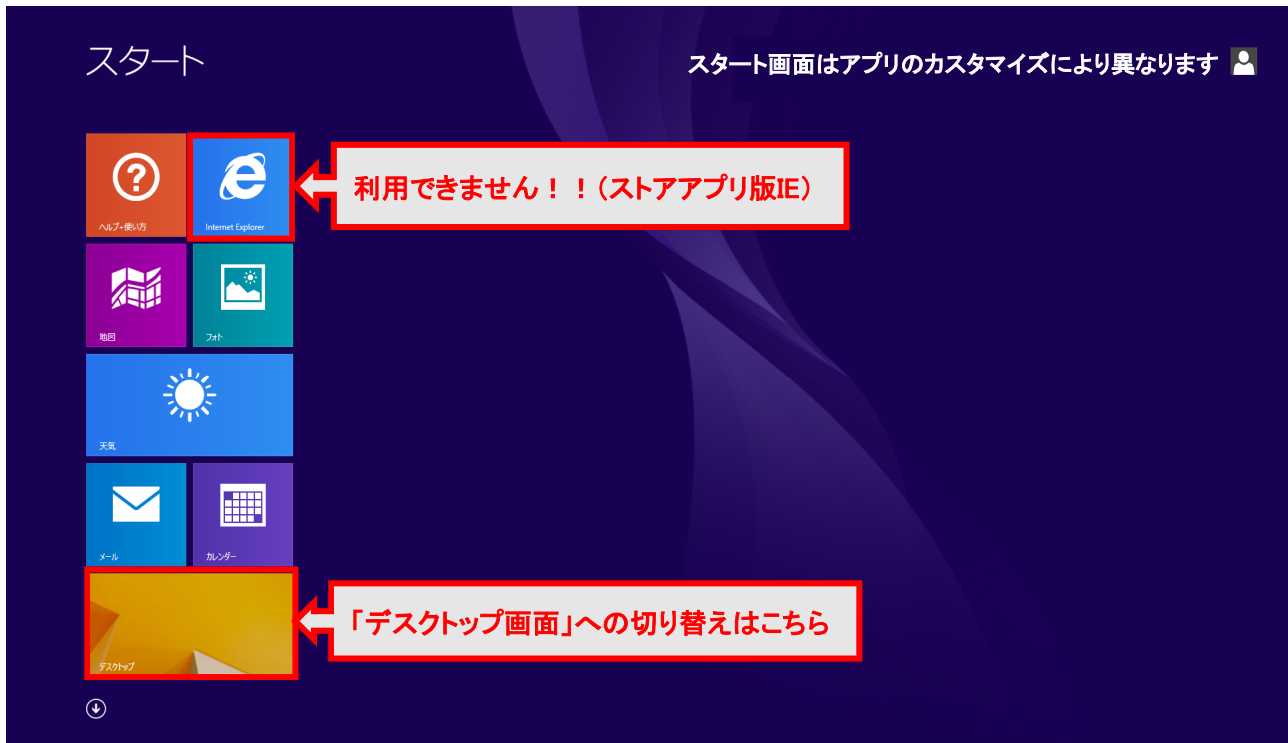 スタート
スタート画面はアプリのカスタマイズにより異なります
ヘルプ+使い方
Internet Explorer
利用できません！！（ストアアプリ版IE）
地図
フォト
天気
メール
カレンダー
デスクトップ
「デスクトップ画面」への切り替えはこちら